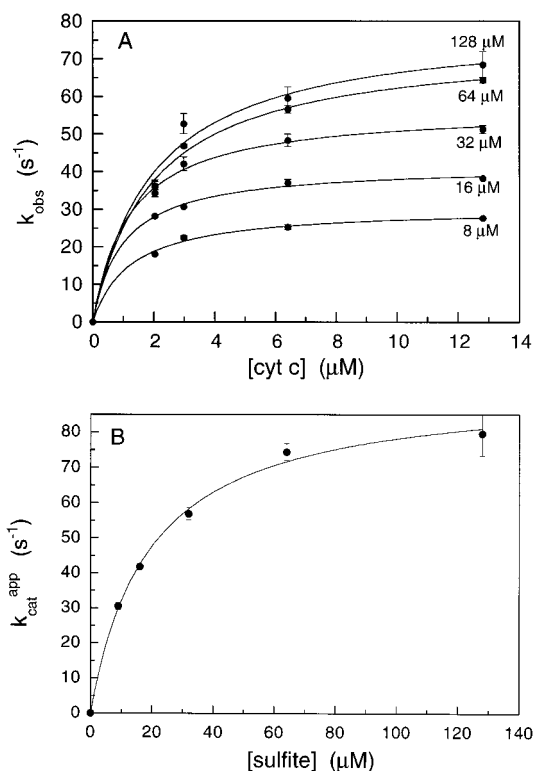 A
80
70
60
50
40
30
20
10
0
k_obs (s⁻¹)
128 µM
64 µM
32 µM
16 µM
8 µM
0 2 4 6 8 10 12 14
[cyt c] (µM)
B
80
70
60
50
40
30
20
10
0
k_cat^app (s⁻¹)
0 20 40 60 80 100 120 140
[sulfite] (µM)